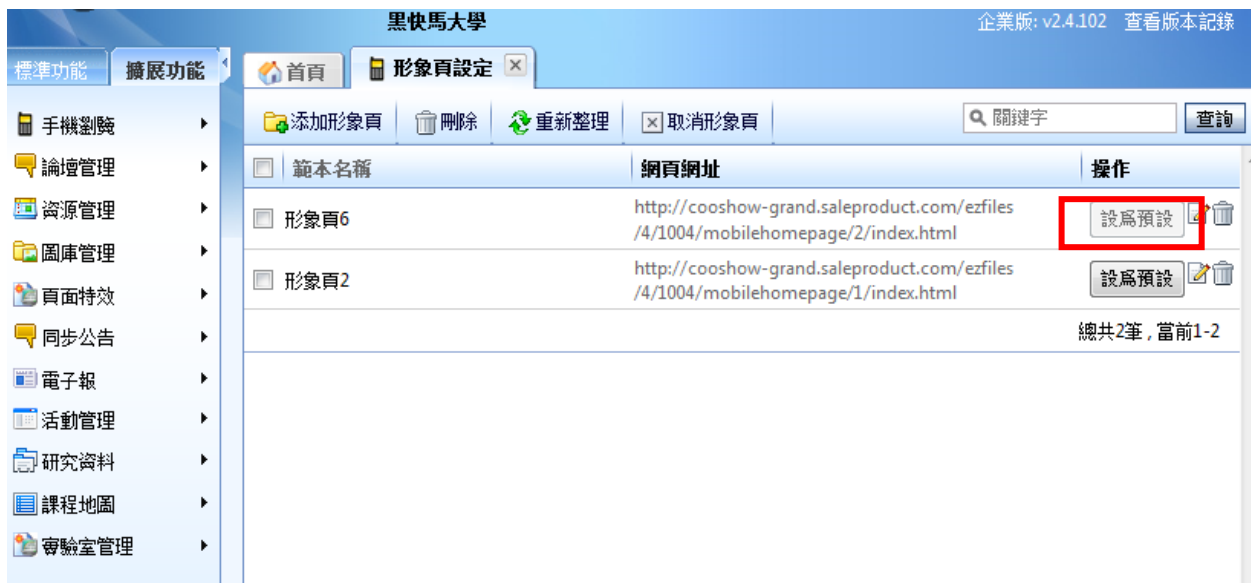 黑快馬大學
企業版: v2.4.102 查看版本記錄
標準功能 擴展功能
首頁 形象頁設定
添加形象頁 刪除 重新整理 取消形象頁 關鍵字 查詢
範本名稱 網頁網址 操作
形象頁6 http://cooshow-grand.saleproduct.com/ezfiles
/4/1004/mobilehomepage/2/index.html 設爲預設
形象頁2 http://cooshow-grand.saleproduct.com/ezfiles
/4/1004/mobilehomepage/1/index.html 設爲預設
總共2筆 , 當前1-2
手機瀏覽
論壇管理
資源管理
圖庫管理
頁面特效
同步公告
電子報
活動管理
研究資料
課程地圖
實驗室管理